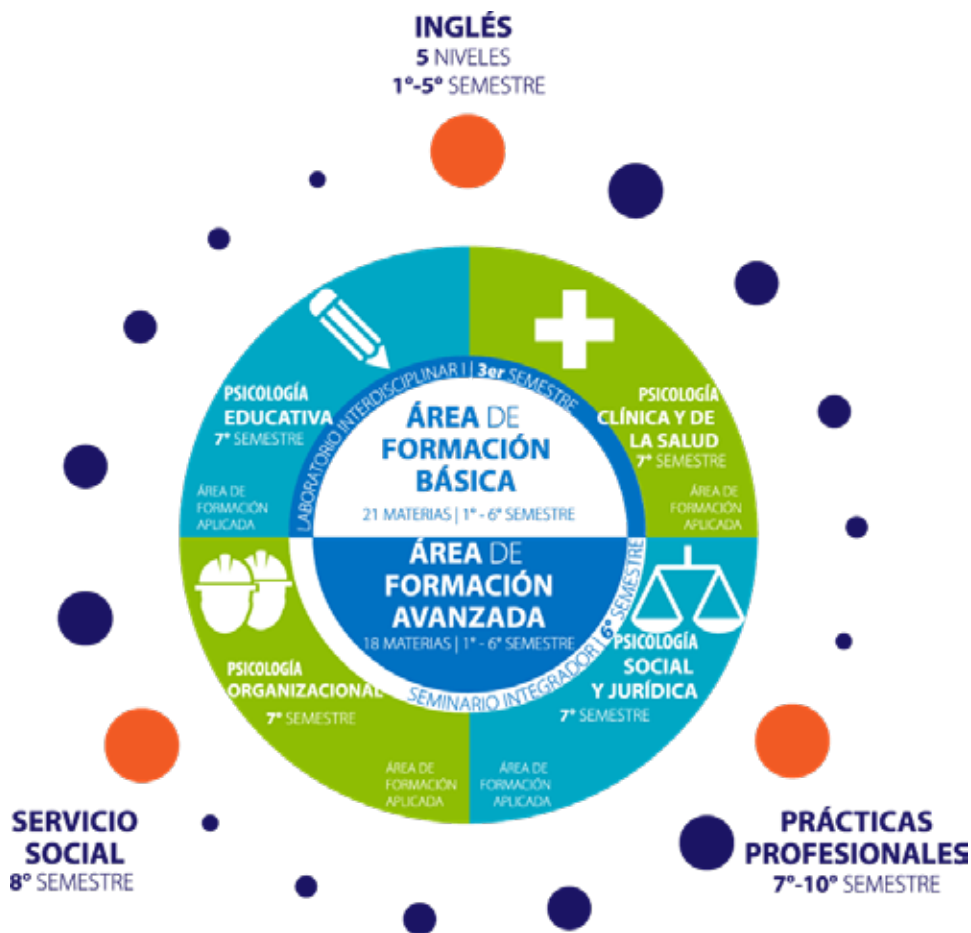 INGLÉS
5 NIVELES
1°-5° SEMESTRE
PSICOLOGÍA
EDUCATIVA
7° SEMESTRE
ÁREA DE
FORMACIÓN
APLICADA
PSICOLOGÍA
CLÍNICA Y DE
LA SALUD
7° SEMESTRE
ÁREA DE
FORMACIÓN
APLICADA
LABORATORIO INTERDISCIPLINAR I | 3er SEMESTRE
ÁREA DE
FORMACIÓN
BÁSICA
21 MATERIAS | 1° - 6° SEMESTRE
ÁREA DE
FORMACIÓN
AVANZADA
18 MATERIAS | 1° - 6° SEMESTRE
SEMINARIO INTEGRADOR | 6° SEMESTRE
PSICOLOGÍA
ORGANIZACIONAL
7° SEMESTRE
ÁREA DE
FORMACIÓN
APLICADA
PSICOLOGÍA
SOCIAL
Y JURÍDICA
7° SEMESTRE
ÁREA DE
FORMACIÓN
APLICADA
SERVICIO
SOCIAL
8° SEMESTRE
PRÁCTICAS
PROFESIONALES
7°-10° SEMESTRE